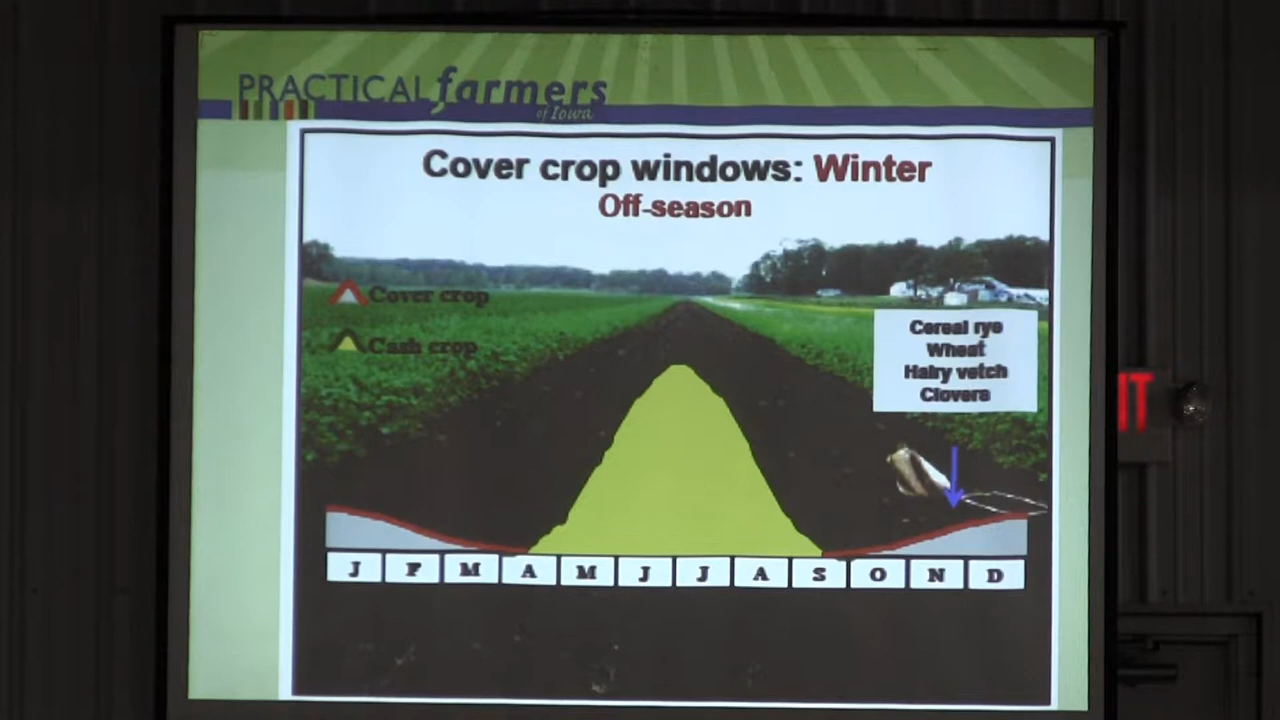 PRACTICAL farmers
of Iowa
Cover crop windows: Winter
Off-season
Cover crop
Cash crop
Cereal rye
Wheat
Hairy vetch
Clovers
IT
J F M A M J J A S O N D